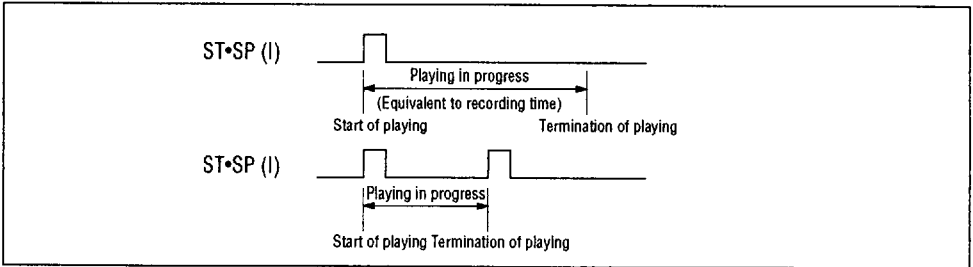 ST•SP (I)
Playing in progress
(Equivalent to recording time)
Start of playing Termination of playing
ST•SP (I)
Playing in progress
Start of playing Termination of playing